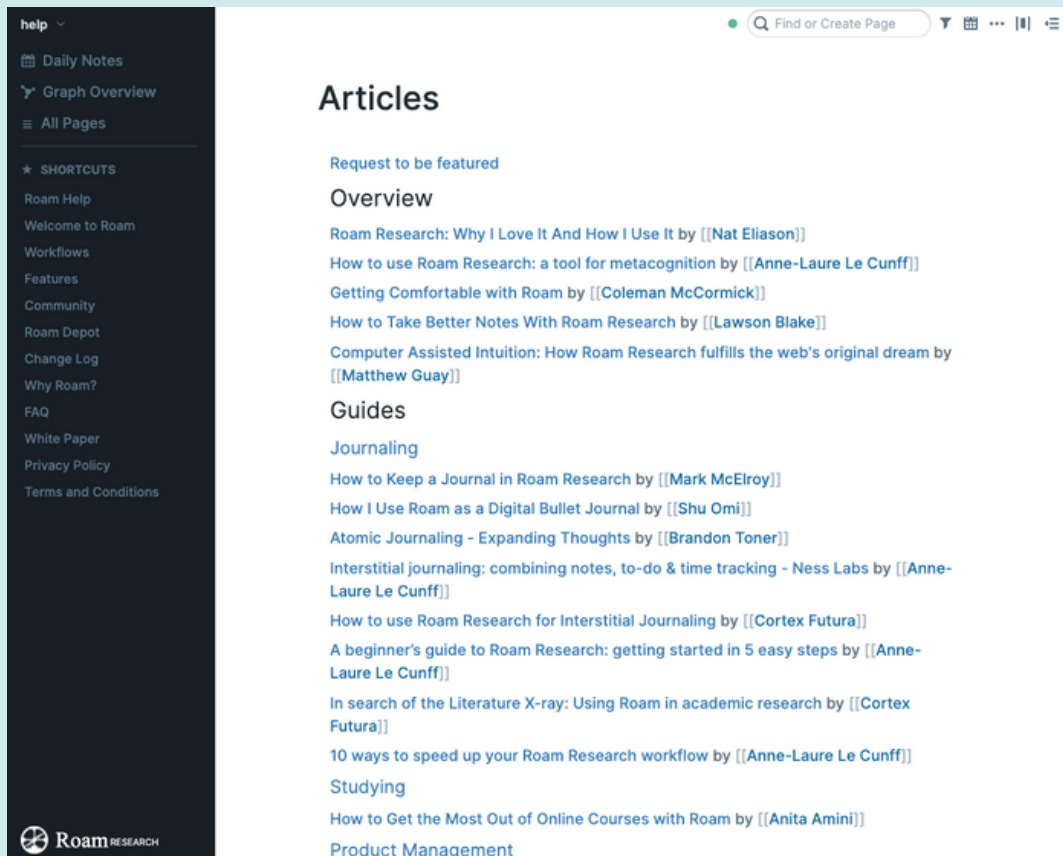 help
Daily Notes
Graph Overview
All Pages
SHORTCUTS
Roam Help
Welcome to Roam
Workflows
Features
Community
Roam Depot
Change Log
Why Roam?
FAQ
White Paper
Privacy Policy
Terms and Conditions
Roam RESEARCH
Find or Create Page
Articles
Request to be featured
Overview
Roam Research: Why I Love It And How I Use It by [[Nat Eliason]]
How to use Roam Research: a tool for metacognition by [[Anne-Laure Le Cunff]]
Getting Comfortable with Roam by [[Coleman McCormick]]
How to Take Better Notes With Roam Research by [[Lawson Blake]]
Computer Assisted Intuition: How Roam Research fulfills the web's original dream by
[[Matthew Guay]]
Guides
Journaling
How to Keep a Journal in Roam Research by [[Mark McElroy]]
How I Use Roam as a Digital Bullet Journal by [[Shu Omi]]
Atomic Journaling - Expanding Thoughts by [[Brandon Toner]]
Interstitial journaling: combining notes, to-do & time tracking - Ness Labs by [[Anne-
Laure Le Cunff]]
How to use Roam Research for Interstitial Journaling by [[Cortex Futura]]
A beginner’s guide to Roam Research: getting started in 5 easy steps by [[Anne-
Laure Le Cunff]]
In search of the Literature X-ray: Using Roam in academic research by [[Cortex
Futura]]
10 ways to speed up your Roam Research workflow by [[Anne-Laure Le Cunff]]
Studying
How to Get the Most Out of Online Courses with Roam by [[Anita Amini]]
Product Management